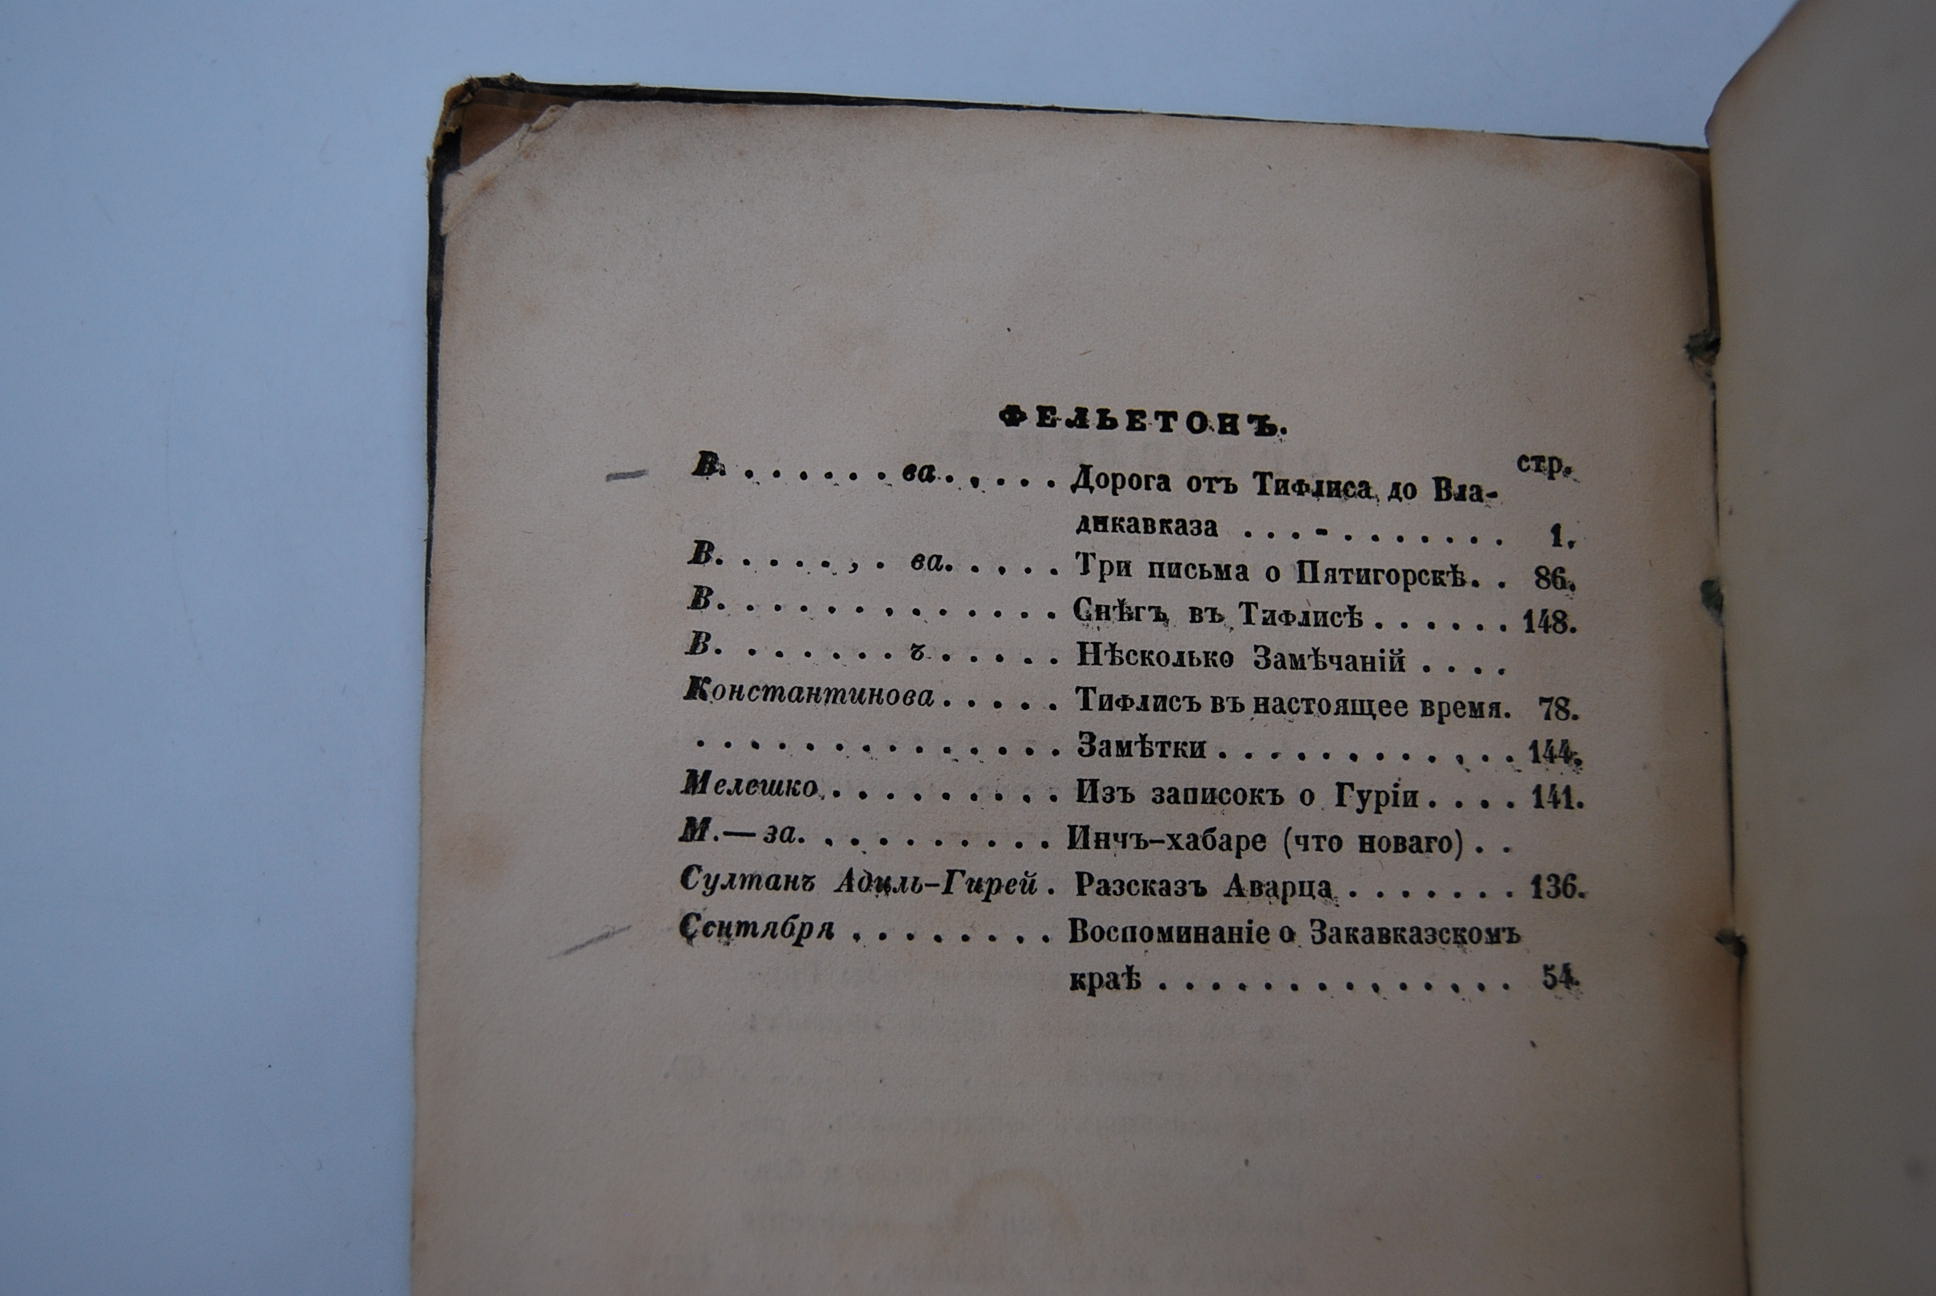 ФЕЛЬЕТОНЪ.
стр.
В. . . . . . . ва. . . . . Дорога отъ Тифлиса до Вла-
дикавказа . . . - . . . . . . . 1.
В. . . . . , . ва. . . . . Три письма о Пятигорскѣ. . 86.
В. . . . . . . . . . . . . Снѣгъ въ Тифлисѣ . . . . . . 148.
В. . . . . . . ъ . . . . . Нѣсколько Замѣчаній . . . .
Константинова . . . . . Тифлисъ въ настоящее время. 78.
. . . . . . . . . . . . . . Замѣтки . . . . . . . . . . . . 144.
Мелешко. . . . . . . . . . Изъ записокъ о Гуріи . . . . 141.
М.—за. . . . . . . . . . Инчъ-хабаре (что новаго) . .
Султанъ Адиль-Гирей . Разсказъ Аварца . . . . . . . 136.
Сентября . . . . . . . . Воспоминаніе о Закавказскомъ
краѣ . . . . . . . . . . . . . . 54.